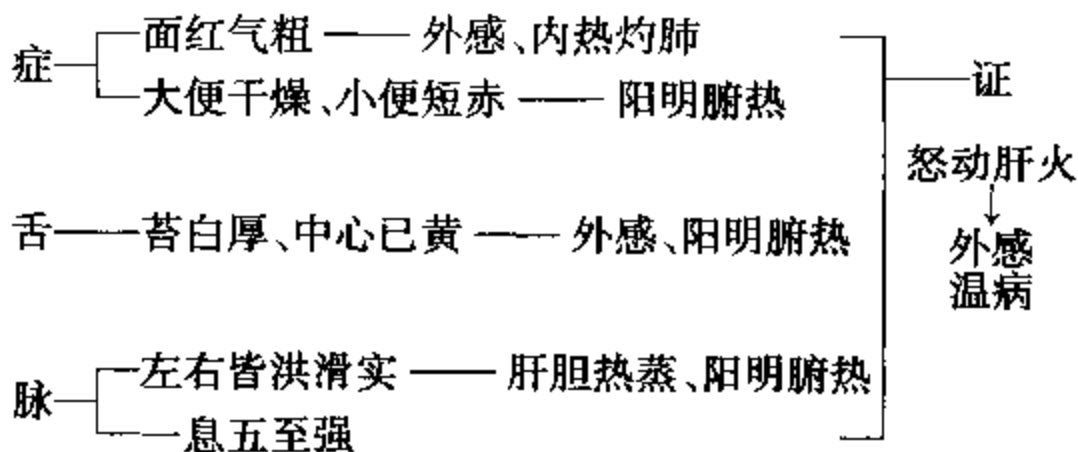 症
面红气粗 —— 外感、内热灼肺
大便干燥、小便短赤 —— 阳明腑热
舌——苔白厚、中心已黄 —— 外感、阳明腑热
脉
左右皆洪滑实 —— 肝胆热蒸、阳明腑热
一息五至强
证
怒动肝火
↓
外感
温病